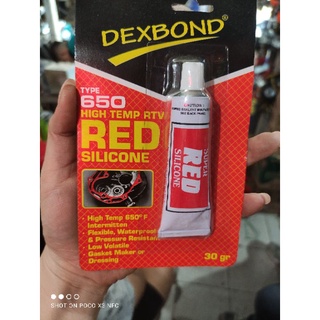 DEXBOND®
TYPE
650
HIGH TEMP RTV
RED
SILICONE
High Temp 650°F
Intermitten
Flexible, Waterproof
& Pressure Resistant
Low Volatile
Gasket Maker or
Dressing
SUPER
RED
SILICONE
30 gr
SHOT ON POCO X3 NFC